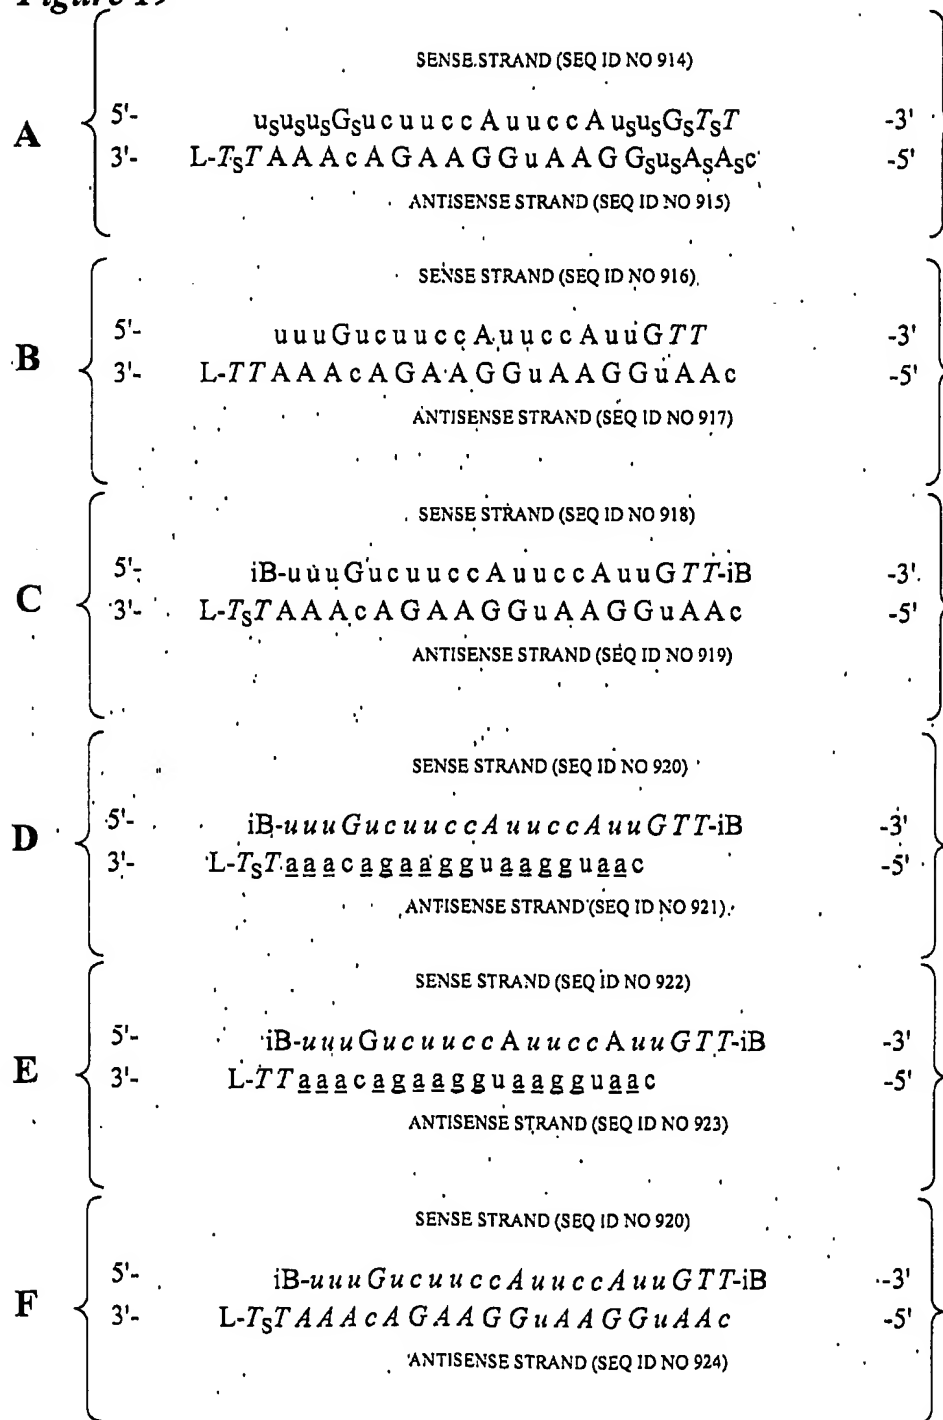 Figure 19
SENSE STRAND (SEQ ID NO 914)
5'- usususGsucuuccAuuccAususGsTsT -3'
A
3'- L-TsTAAAcAGAAGGuAAGGsusAsAsc -5'
ANTISENSE STRAND (SEQ ID NO 915)
SENSE STRAND (SEQ ID NO 916)
5'- uuuGucuuccAuuccAuuGTT -3'
B
3'- L-TTAAAcAGAAGGuAAGGuAAc -5'
ANTISENSE STRAND (SEQ ID NO 917)
SENSE STRAND (SEQ ID NO 918)
5'- iB-uuuGucuuccAuuccAuuGTT-iB -3'
C
3'- L-TsTAAAcAGAAGGuAAGGuAAc -5'
ANTISENSE STRAND (SEQ ID NO 919)
SENSE STRAND (SEQ ID NO 920)
5'- iB-uuuGucuuccAuuccAuuGTT-iB -3'
D
3'- L-TsTaaacagaagguaagguaac -5'
ANTISENSE STRAND (SEQ ID NO 921)
SENSE STRAND (SEQ ID NO 922)
5'- iB-uuuGucuuccAuuccAuuGTT-iB -3'
E
3'- L-TTaaacagaagguaagguaac -5'
ANTISENSE STRAND (SEQ ID NO 923)
SENSE STRAND (SEQ ID NO 920)
5'- iB-uuuGucuuccAuuccAuuGTT-iB -3'
F
3'- L-TsTAAAcAGAAGGuAAGGuAAc -5'
ANTISENSE STRAND (SEQ ID NO 924)